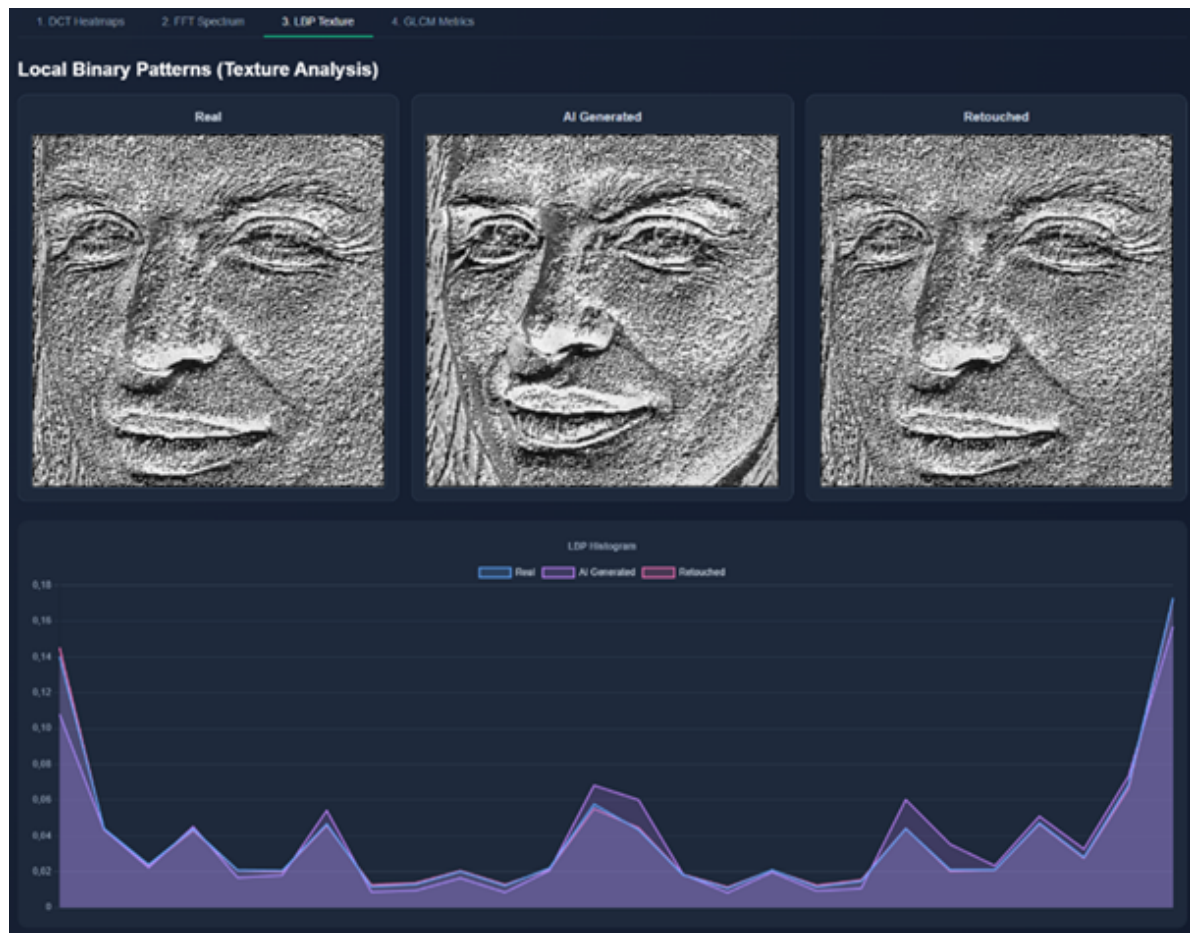 1. DCT Heatmaps 2. FFT Spectrum 3. LBP Texture 4. GLCM Metrics
Local Binary Patterns (Texture Analysis)
Real AI Generated Retouched
LBP Histogram
Real AI Generated Retouched
0,18
0,16
0,14
0,12
0,10
0,08
0,06
0,04
0,02
0